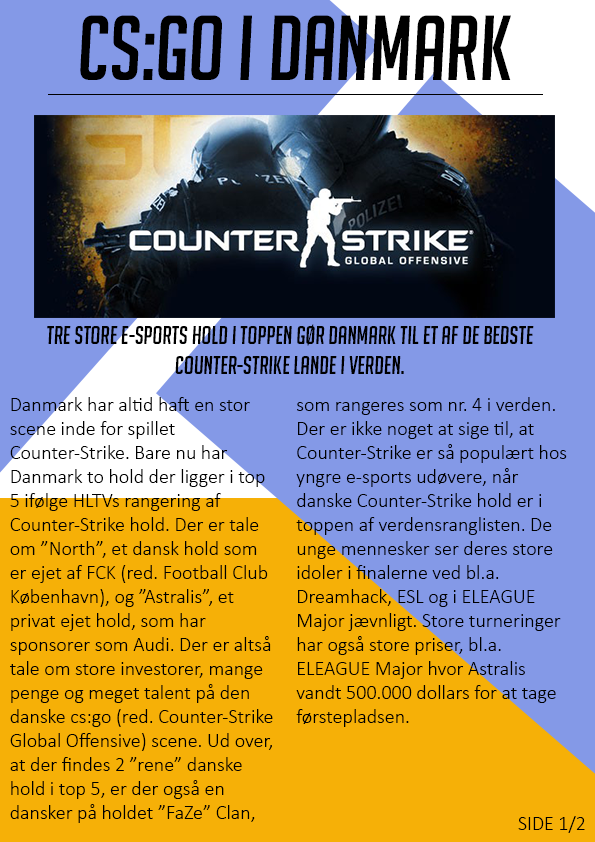 CS:GO I DANMARK
POLIZEI
COUNTER STRIKE
GLOBAL OFFENSIVE
TRE STORE E-SPORTS HOLD I TOPPEN GØR DANMARK TIL ET AF DE BEDSTE
COUNTER-STRIKE LANDE I VERDEN.
Danmark har altid haft en stor
scene inde for spillet
Counter-Strike. Bare nu har
Danmark to hold der ligger i top
5 ifølge HLTVs rangering af
Counter-Strike hold. Der er tale
om ”North”, et dansk hold som
er ejet af FCK (red. Football Club
København), og ”Astralis”, et
privat ejet hold, som har
sponsorer som Audi. Der er altså
tale om store investorer, mange
penge og meget talent på den
danske cs:go (red. Counter-Strike
Global Offensive) scene. Ud over,
at der findes 2 ”rene” danske
hold i top 5, er der også en
dansker på holdet ”FaZe” Clan,
som rangeres som nr. 4 i verden.
Der er ikke noget at sige til, at
Counter-Strike er så populært hos
yngre e-sports udøvere, når
danske Counter-Strike hold er i
toppen af verdensranglisten. De
unge mennesker ser deres store
idoler i finalerne ved bl.a.
Dreamhack, ESL og i ELEAGUE
Major jævnligt. Store turneringer
har også store priser, bl.a.
ELEAGUE Major hvor Astralis
vandt 500.000 dollars for at tage
førstepladsen.
SIDE 1/2